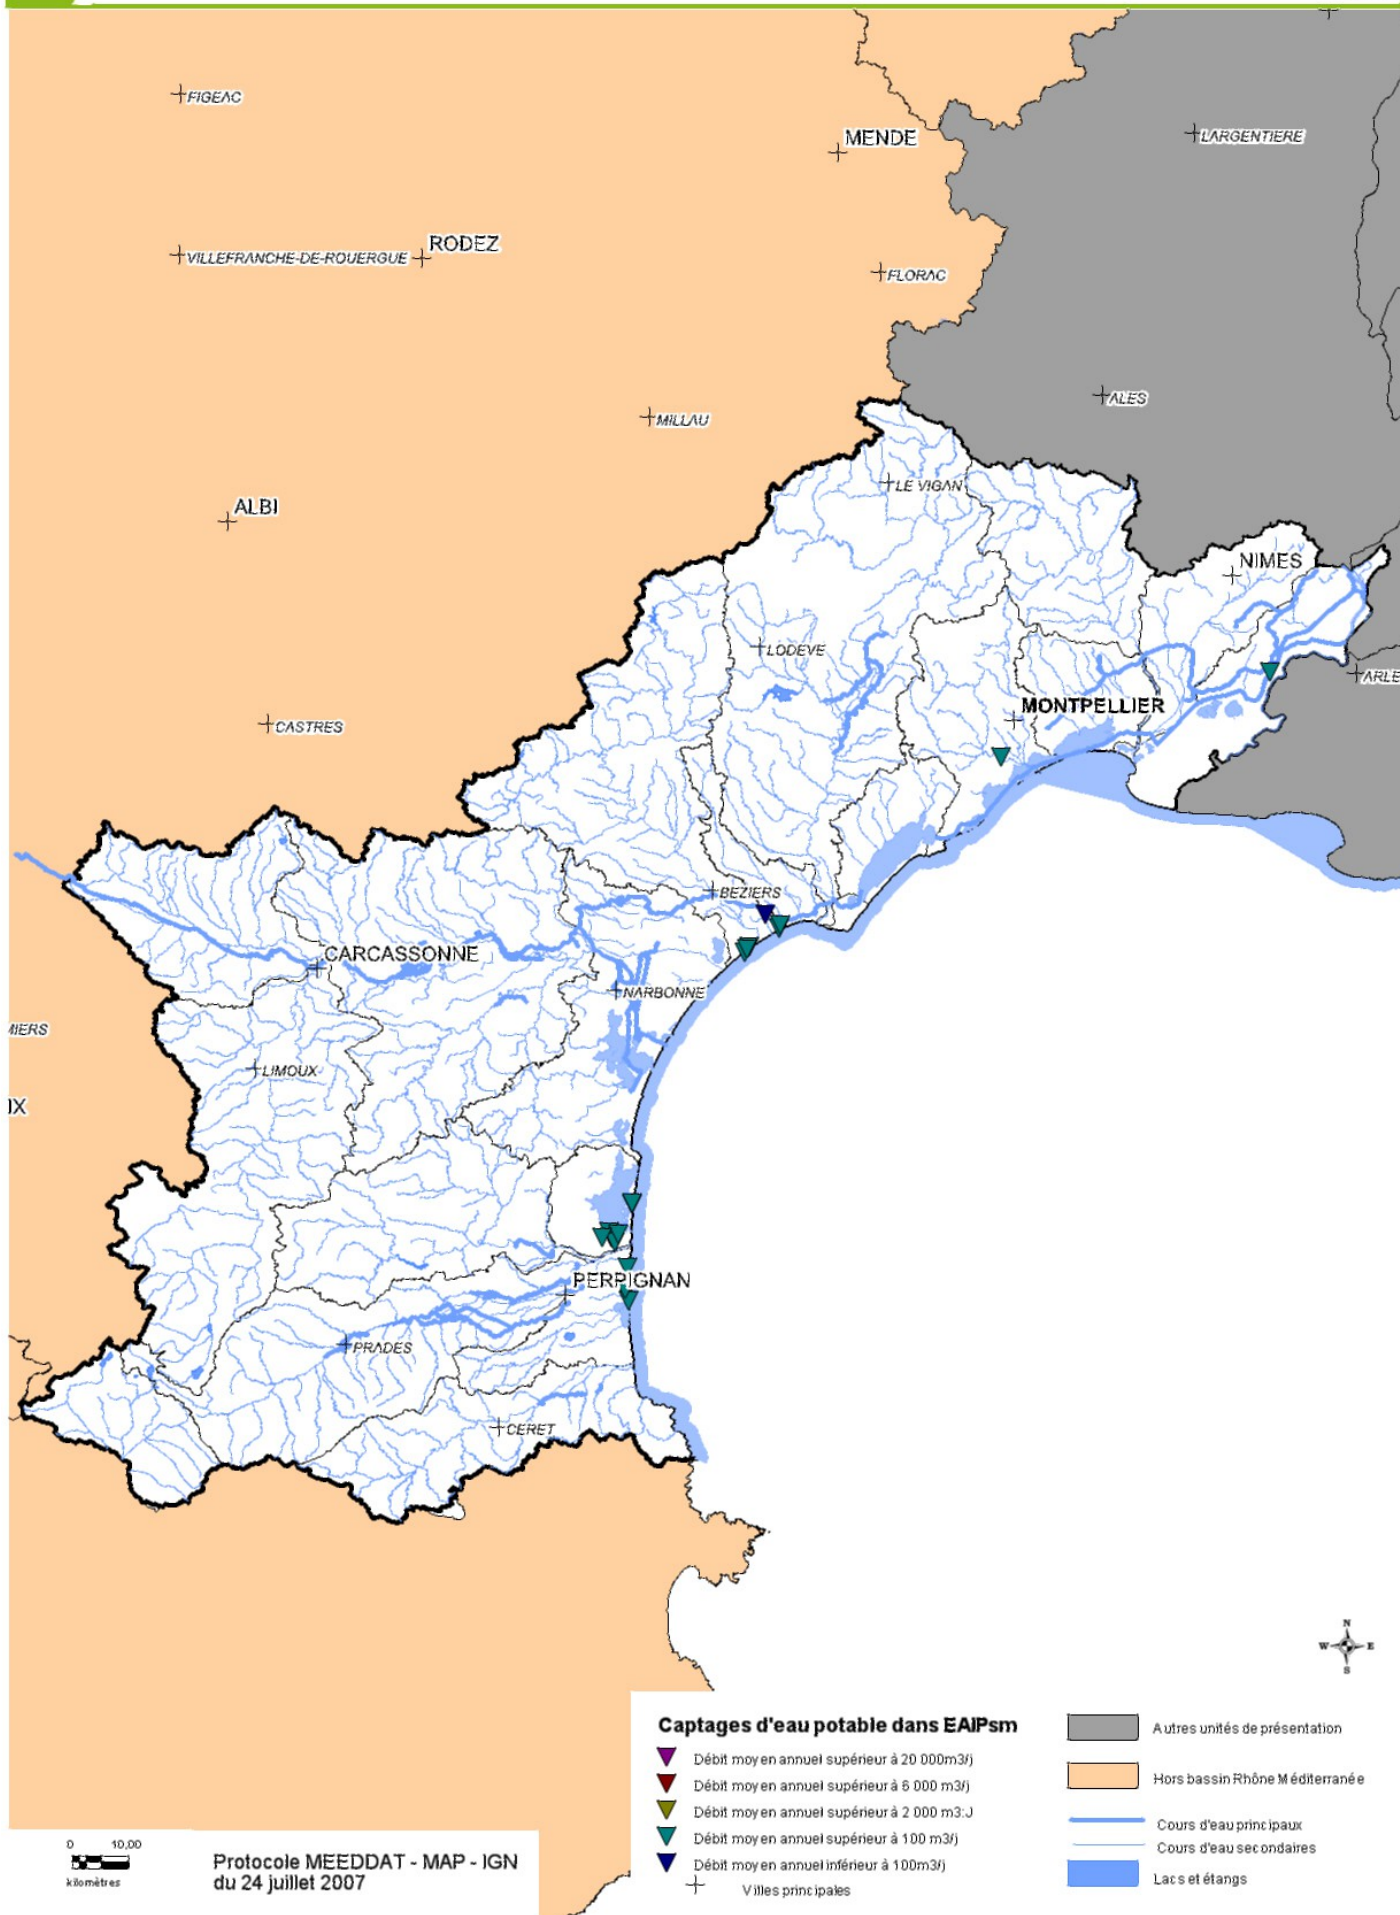 FIGEAC
MENDE
LARGENTIERE
RODEZ
VILLEFRANCHE-DE-ROUERGUE
FLORAC
ALES
MILLAU
LE VIGAN
ALBI
NIMES
LODEVE
ARLE
MONTPELLIER
CASTRES
BEZIERS
CARCASSONNE
NARBONNE
MIERS
LIMOUX
IX
PERPIGNAN
PRADES
CERET
N
W E
S
Captages d'eau potable dans EAIPsm
Débit moyen annuel supérieur à 20 000m3/j
Débit moyen annuel supérieur à 6 000 m3/j
Débit moyen annuel supérieur à 2 000 m3:J
Débit moyen annuel supérieur à 100 m3/j
Débit moyen annuel inférieur à 100m3/j
Villes principales
Autres unités de présentation
Hors bassin Rhône Méditerranée
Cours d'eau principaux
Cours d'eau secondaires
Lacs et étangs
0 10,00
kilomètres
Protocole MEEDDAT - MAP - IGN
du 24 juillet 2007